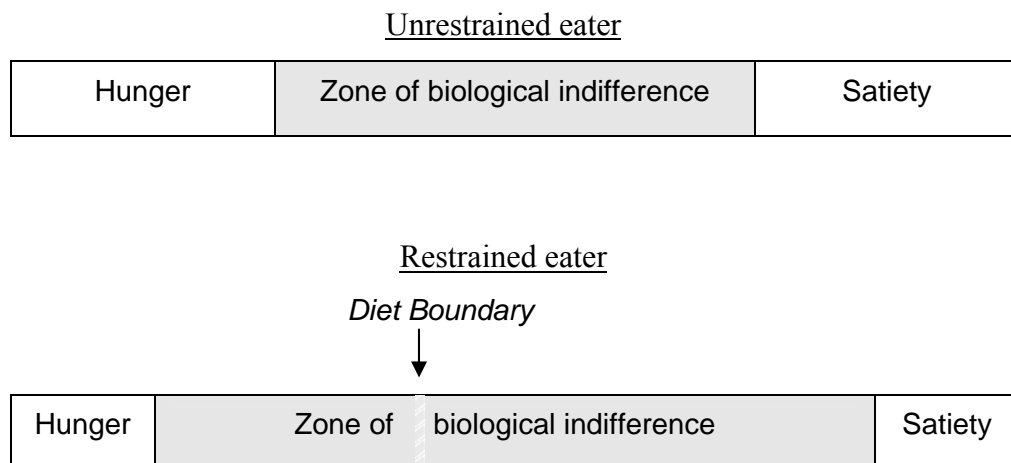 Unrestrained eater
Hunger Zone of biological indifference Satiety
Restrained eater
Diet Boundary
Hunger Zone of biological indifference Satiety